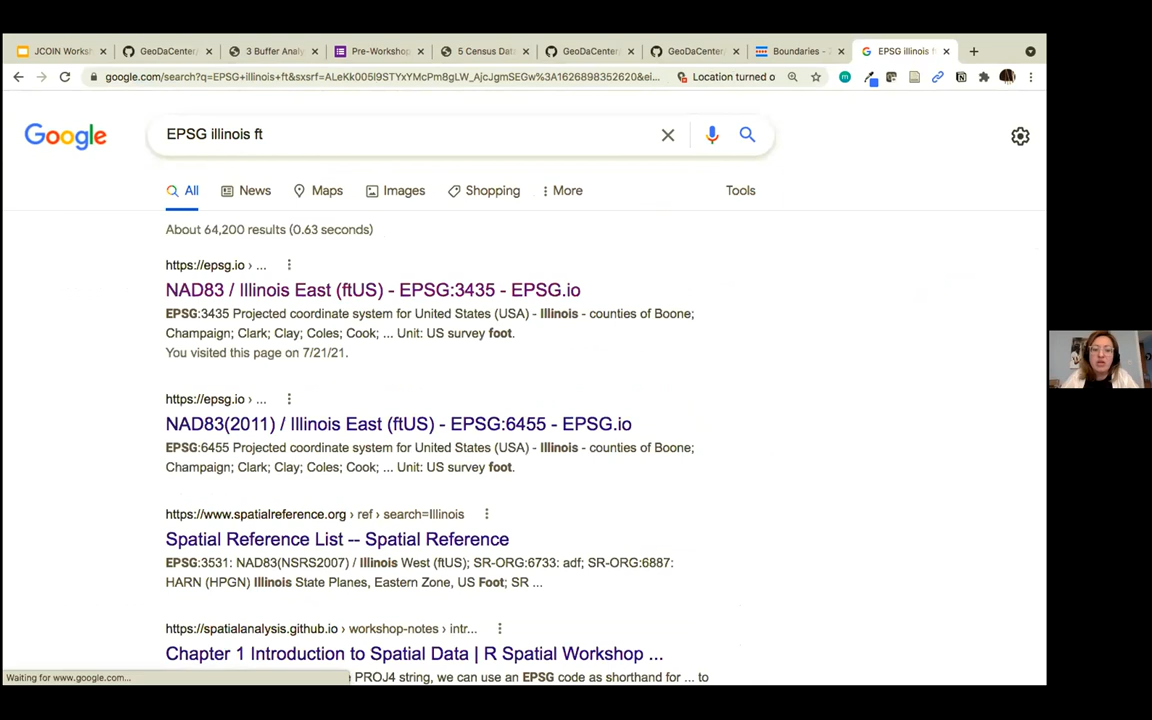 JCOIN Works
GeoDaCenter/
3 Buffer Anal
Pre-Workshop
5 Census Dat
GeoDaCenter
GeoDaCenter/
Boundaries - Z
EPSG illinois f
google.com/search?q=EPSG+illinois+ft&sxsrf=ALeKk005l9STYxYMcPm8gLW_AjcJgmSEGw%3A1626898352620&ei...
Location turned o
Google
EPSG illinois ft
All
News
Maps
Images
Shopping
More
Tools
About 64,200 results (0.63 seconds)
https://epsg.io › ...
NAD83 / Illinois East (ftUS) - EPSG:3435 - EPSG.io
EPSG:3435 Projected coordinate system for United States (USA) - Illinois - counties of Boone;
Champaign; Clark; Clay; Coles; Cook; ... Unit: US survey foot.
You visited this page on 7/21/21.
https://epsg.io › ...
NAD83(2011) / Illinois East (ftUS) - EPSG:6455 - EPSG.io
EPSG:6455 Projected coordinate system for United States (USA) - Illinois - counties of Boone;
Champaign; Clark; Clay; Coles; Cook; ... Unit: US survey foot.
https://www.spatialreference.org › ref › search=Illinois
Spatial Reference List -- Spatial Reference
EPSG:3531: NAD83(NSRS2007) / Illinois West (ftUS); SR-ORG:6733: adf; SR-ORG:6887:
HARN (HPGN) Illinois State Planes, Eastern Zone, US Foot; SR ...
https://spatialanalysis.github.io › workshop-notes › intr...
Chapter 1 Introduction to Spatial Data | R Spatial Workshop ...
PROJ4 string, we can use an EPSG code as shorthand for ... to
Waiting for www.google.com...